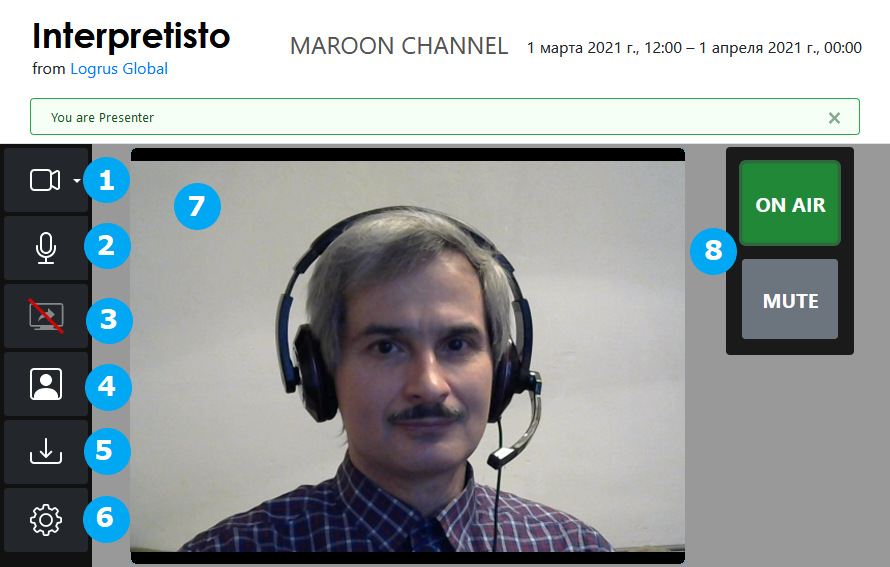 Interpretisto
from Logrus Global
MAROON CHANNEL
1 марта 2021 г., 12:00 – 1 апреля 2021 г., 00:00
You are Presenter
1
2
3
4
5
6
7
8
ON AIR
MUTE